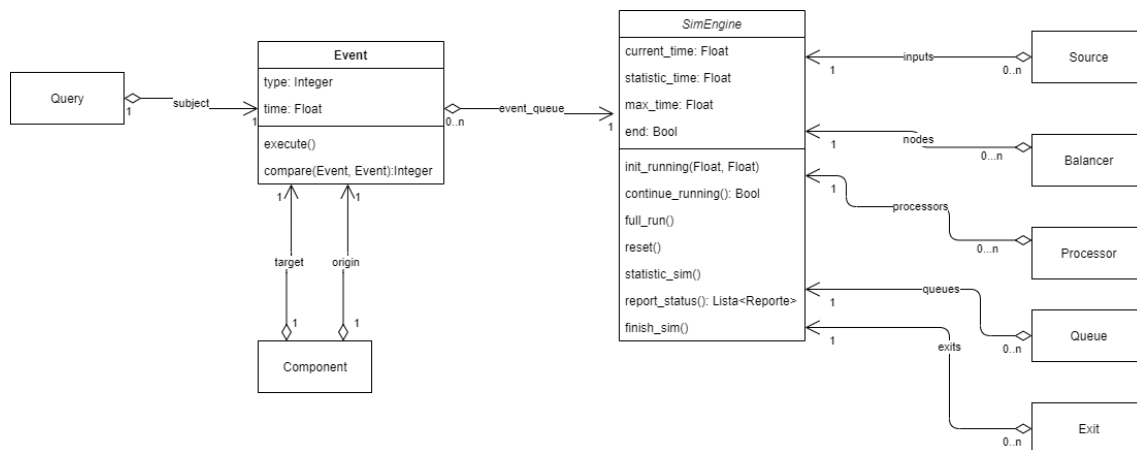 Query
1
subject
1
Event
type: Integer
time: Float
execute()
compare(Event, Event):Integer
0..n
event_queue
1
1
1
target
origin
1
1
Component
SimEngine
current_time: Float
statistic_time: Float
max_time: Float
end: Bool
init_running(Float, Float)
continue_running(): Bool
full_run()
reset()
statistic_sim()
report_status(): Lista<Reporte>
finish_sim()
1
inputs
0..n
Source
1
nodes
0...n
Balancer
1
processors
0...n
Processor
1
queues
0..n
Queue
1
exits
0..n
Exit